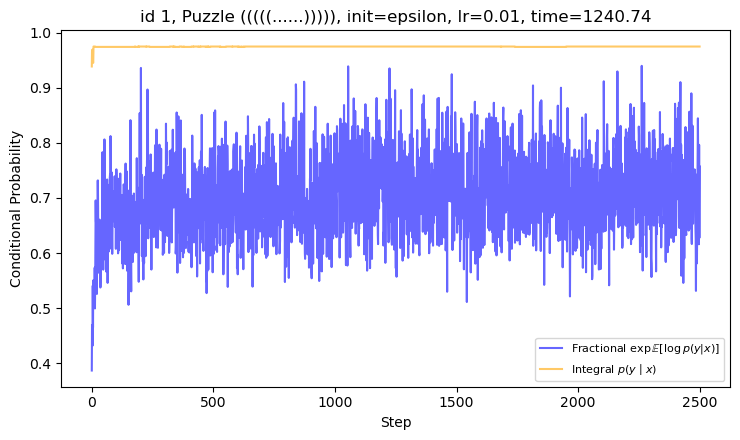 id 1, Puzzle (((((......))))), init=epsilon, lr=0.01, time=1240.74
Conditional Probability
1.0
0.9
0.8
0.7
0.6
0.5
0.4
Fractional exp𝔼[log p(y|x)]
Integral p(y | x)
0 500 1000 1500 2000 2500
Step